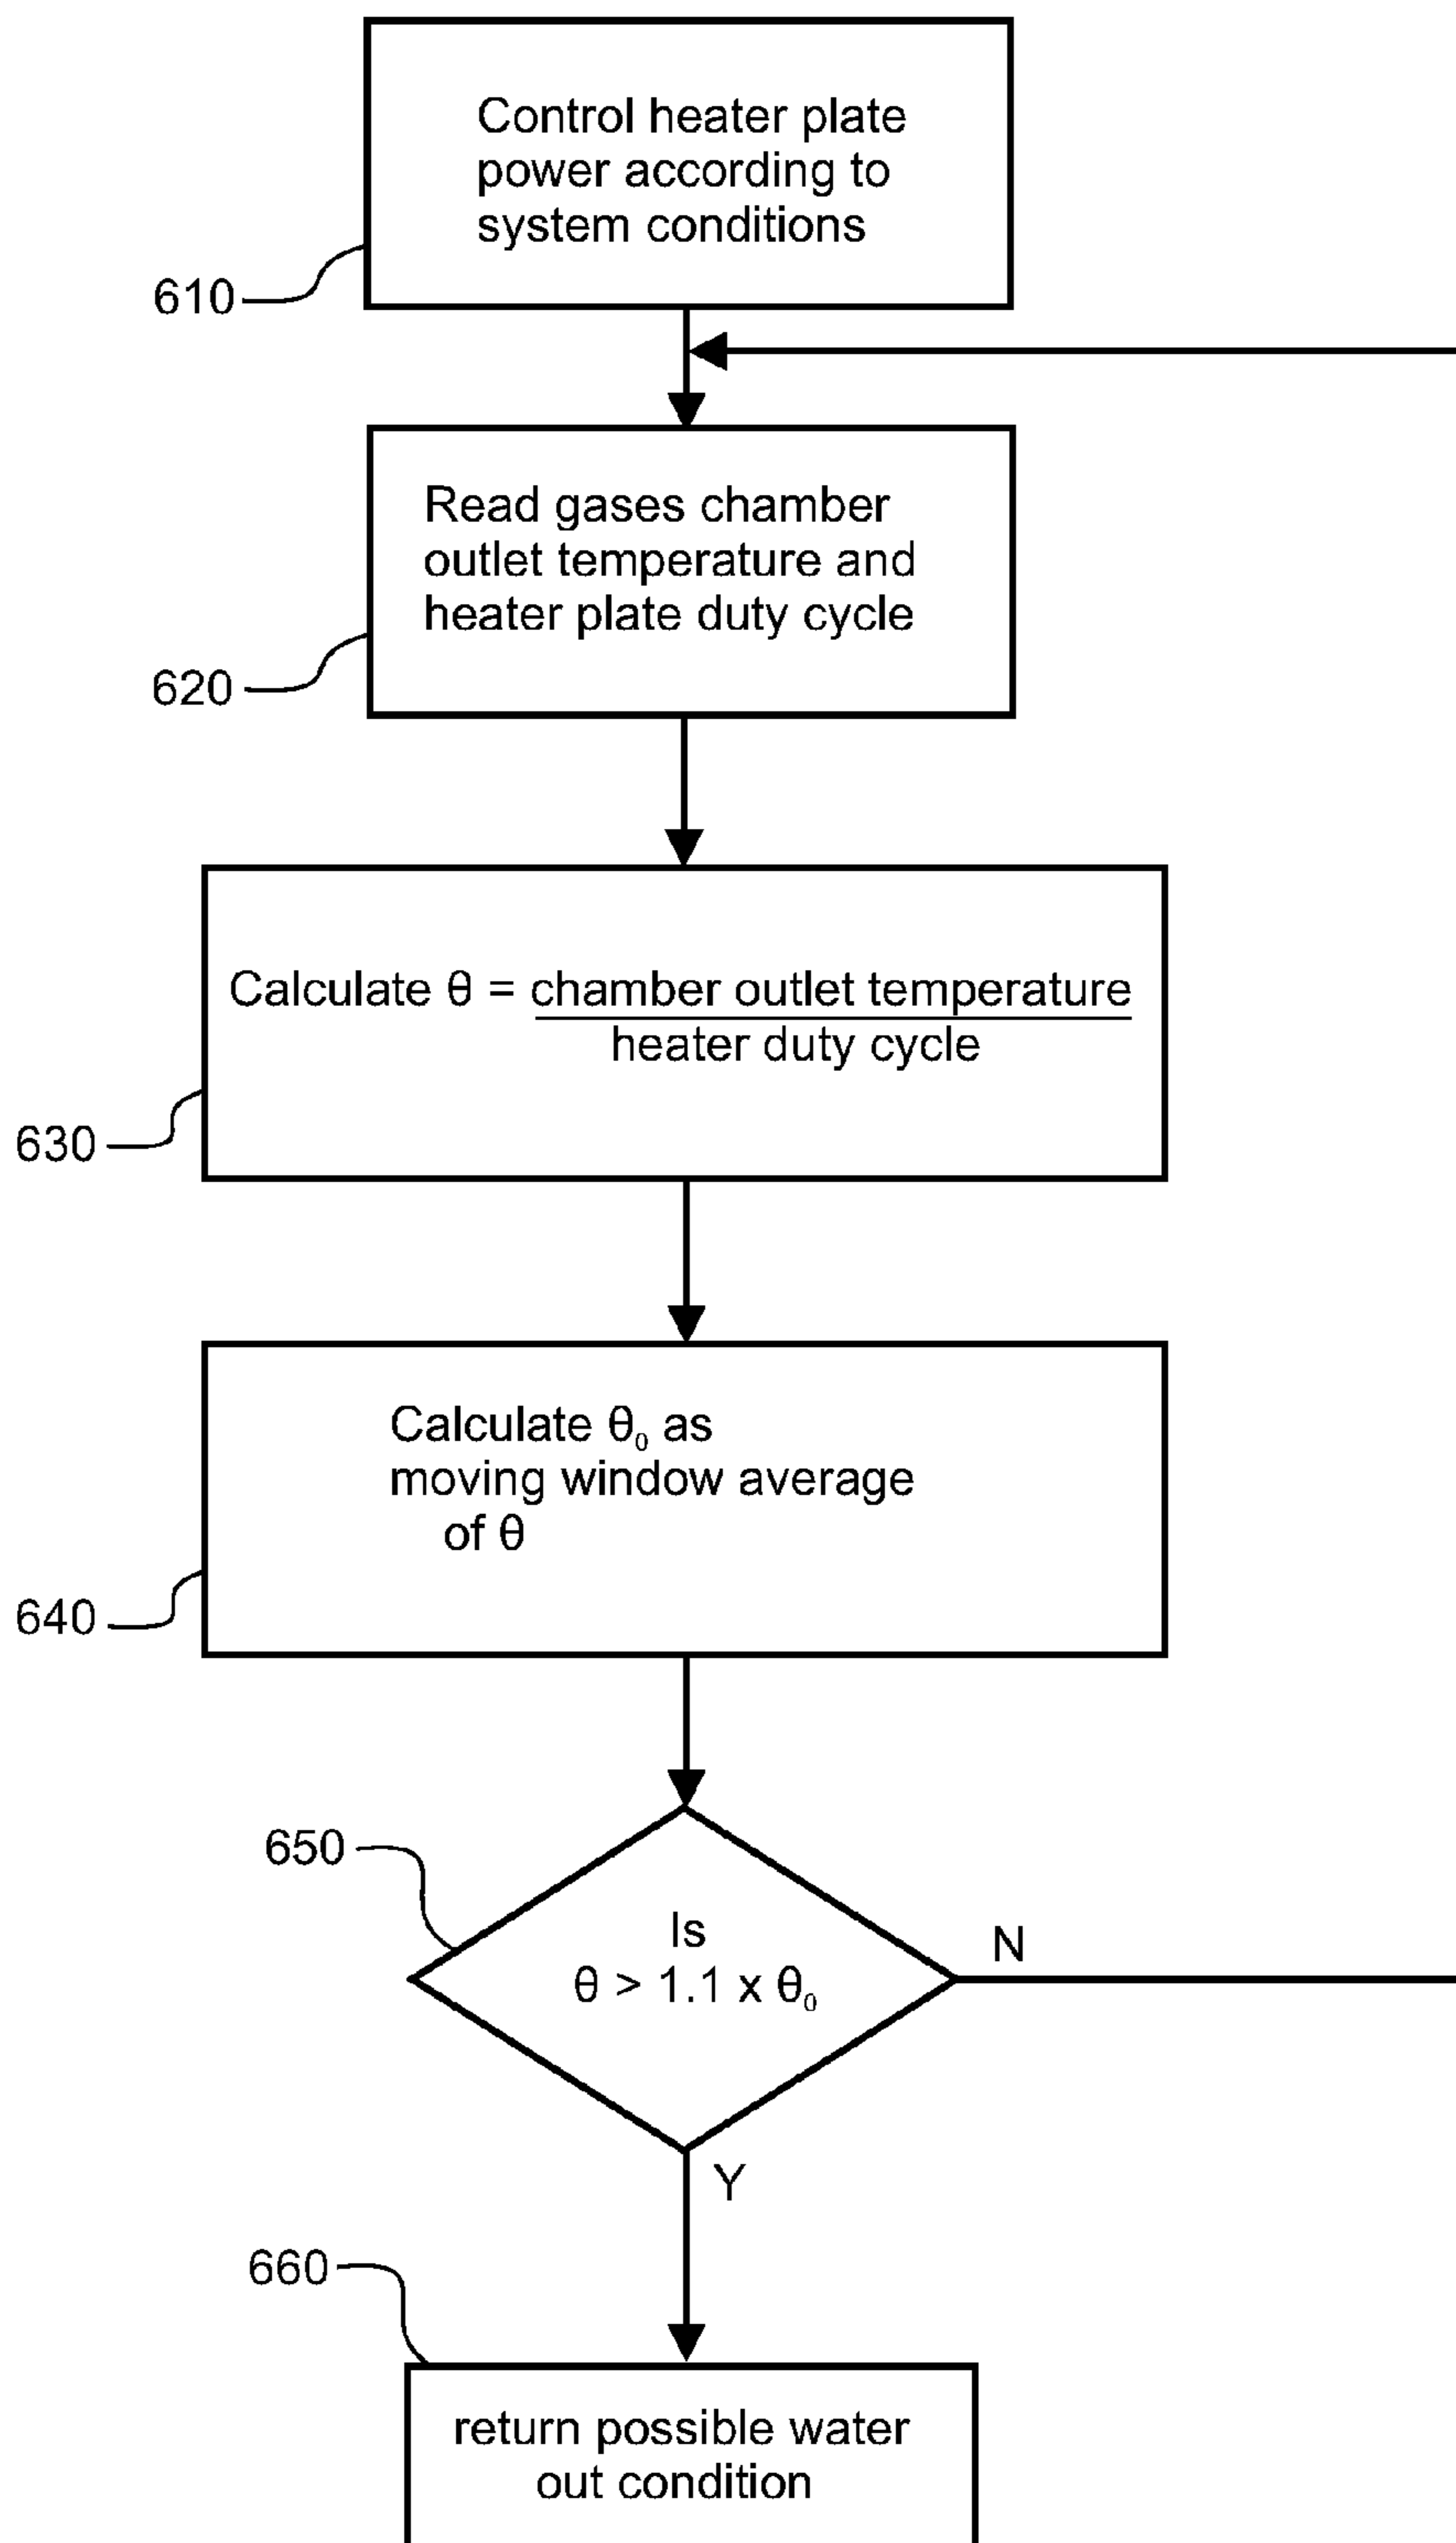 Control heater plate
power according to
system conditions
610
Read gases chamber
outlet temperature and
heater plate duty cycle
620
Calculate θ = chamber outlet temperature
heater duty cycle
630
Calculate θ₀ as
moving window average
of θ
640
650
Is
θ > 1.1 x θ₀
N
Y
660
return possible water
out condition